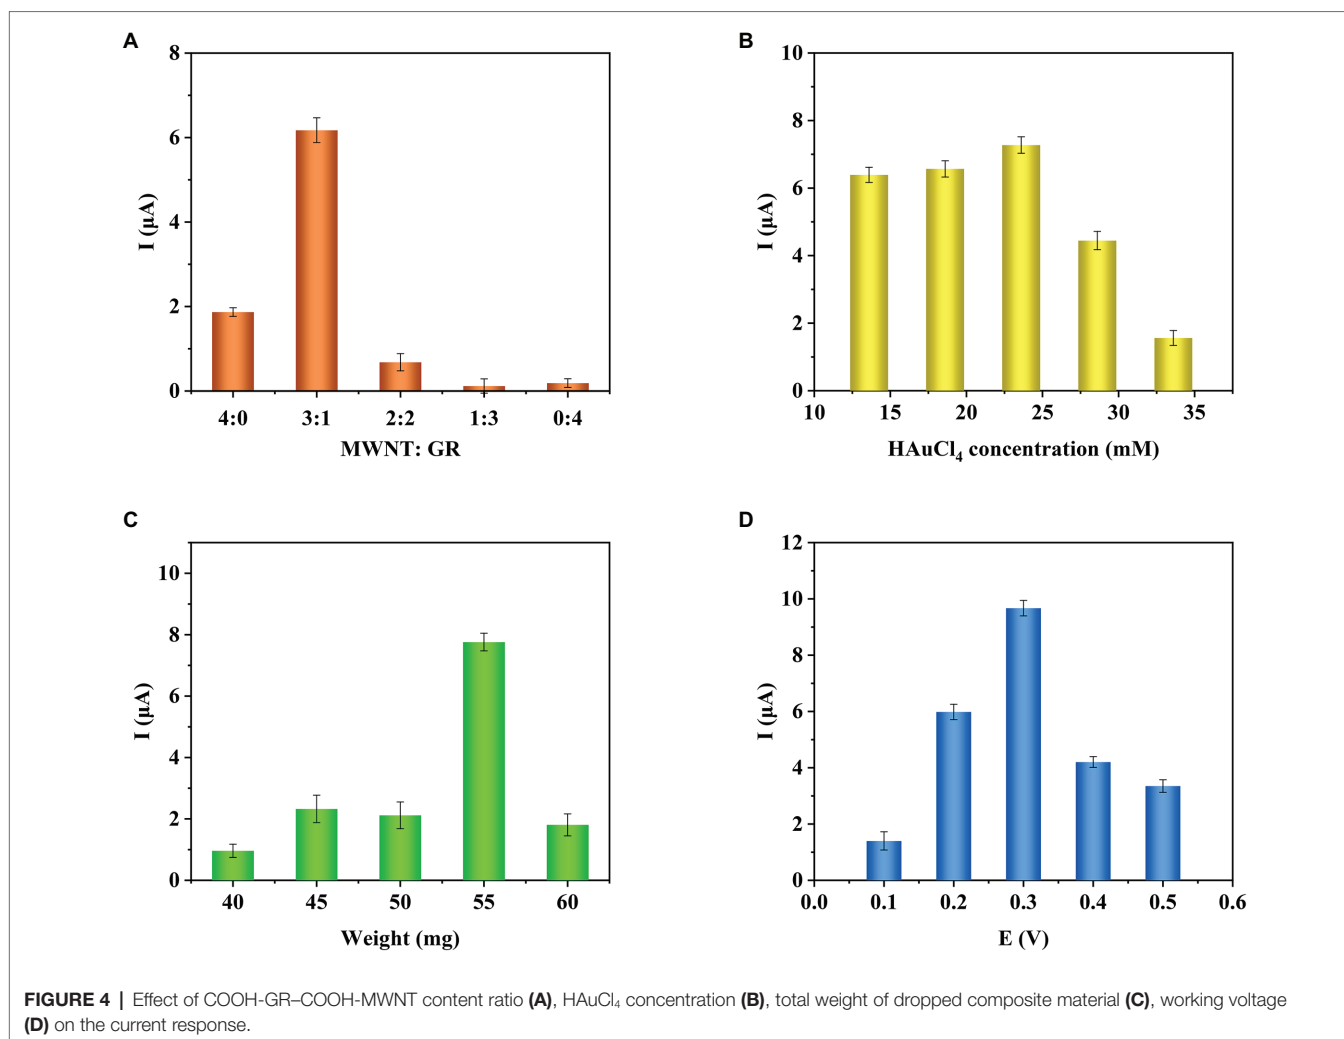 A
8
6
4
2
0
I (µA)
4:0 3:1 2:2 1:3 0:4
MWNT: GR
B
10
8
6
4
2
0
I (µA)
10 15 20 25 30 35
HAuCl₄ concentration (mM)
C
10
8
6
4
2
0
I (µA)
40 45 50 55 60
Weight (mg)
D
12
10
8
6
4
2
0
I (µA)
0.0 0.1 0.2 0.3 0.4 0.5 0.6
E (V)
FIGURE 4 | Effect of COOH-GR–COOH-MWNT content ratio (A), HAuCl₄ concentration (B), total weight of dropped composite material (C), working voltage
(D) on the current response.